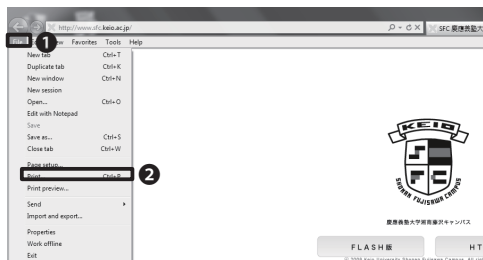 http://www.sfc.keio.ac.jp/
SFC 慶應義塾大
File
Favorites Tools Help
1
New tab Ctrl+T
Duplicate tab Ctrl+K
New window Ctrl+N
New session
Open... Ctrl+O
Edit with Notepad
Save
Save as... Ctrl+S
Close tab Ctrl+W
Page setup...
Print... Ctrl+P
2
Print preview...
Send
Import and export...
Properties
Work offline
Exit
KEIO
SFC
SHONAN FUJISAWA CAMPUS
慶應義塾大学湘南藤沢キャンパス
FLASH版
HT